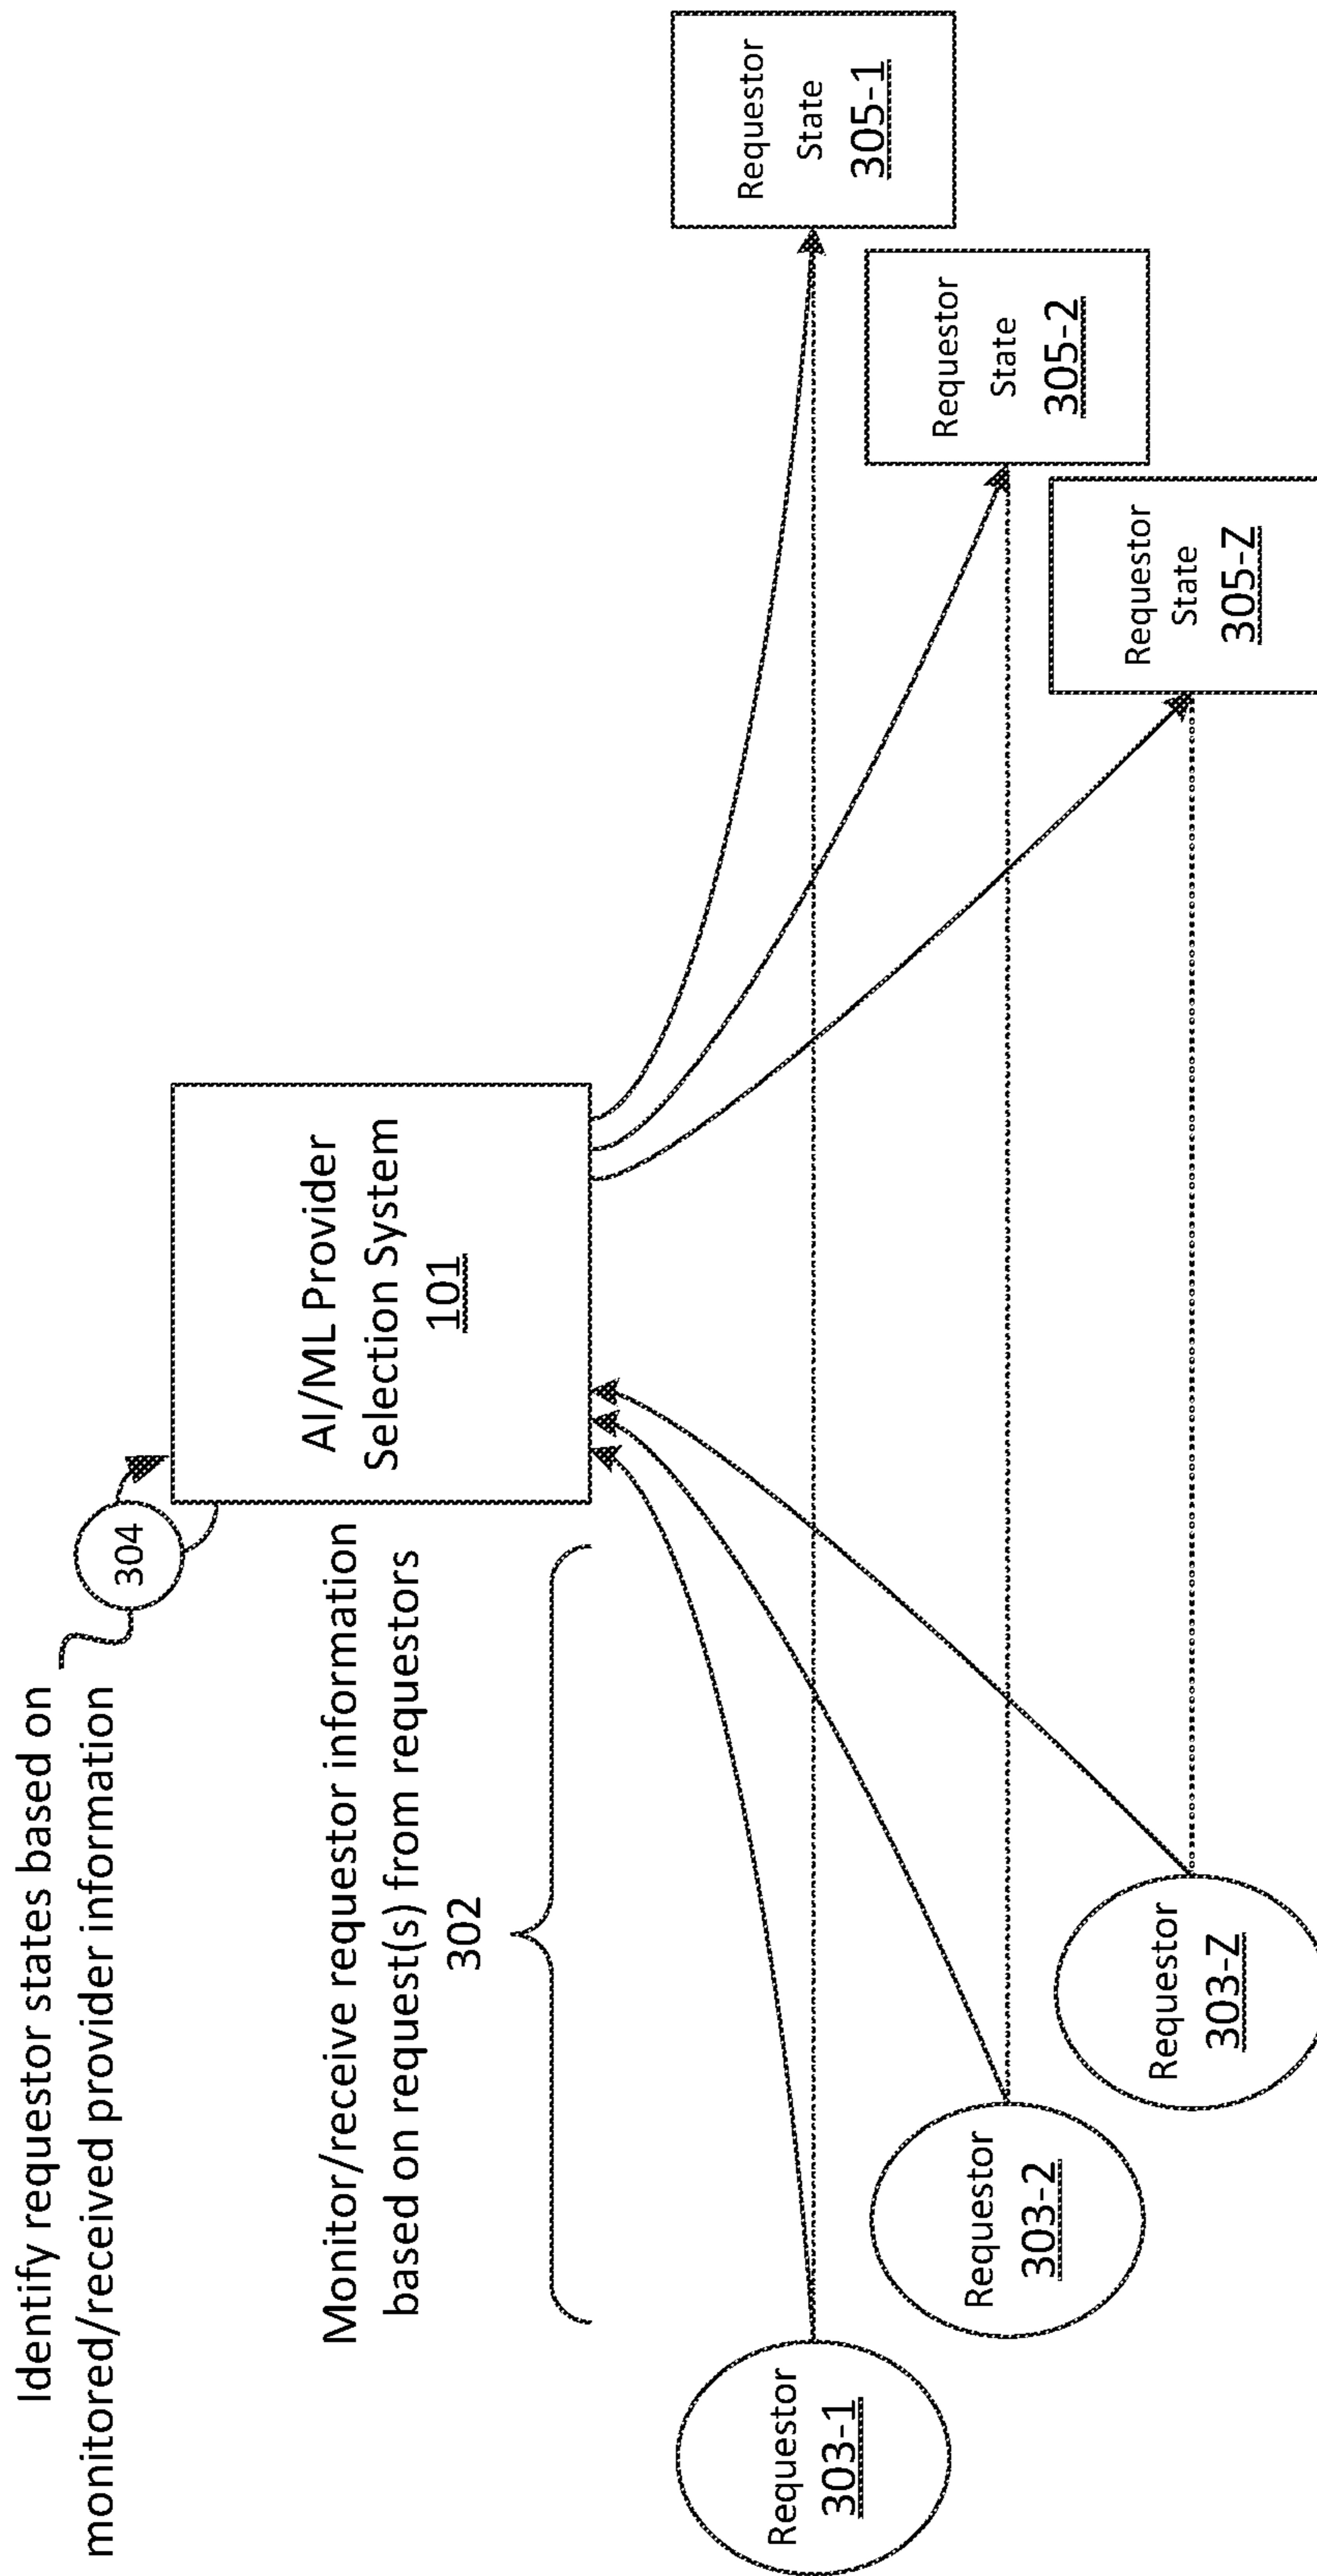 Identify requestor states based on
monitored/received provider information
304
AI/ML Provider
Selection System
101
Monitor/receive requestor information
based on request(s) from requestors
302
Requestor
303-1
Requestor
303-2
Requestor
303-Z
Requestor
State
305-1
Requestor
State
305-2
Requestor
State
305-Z